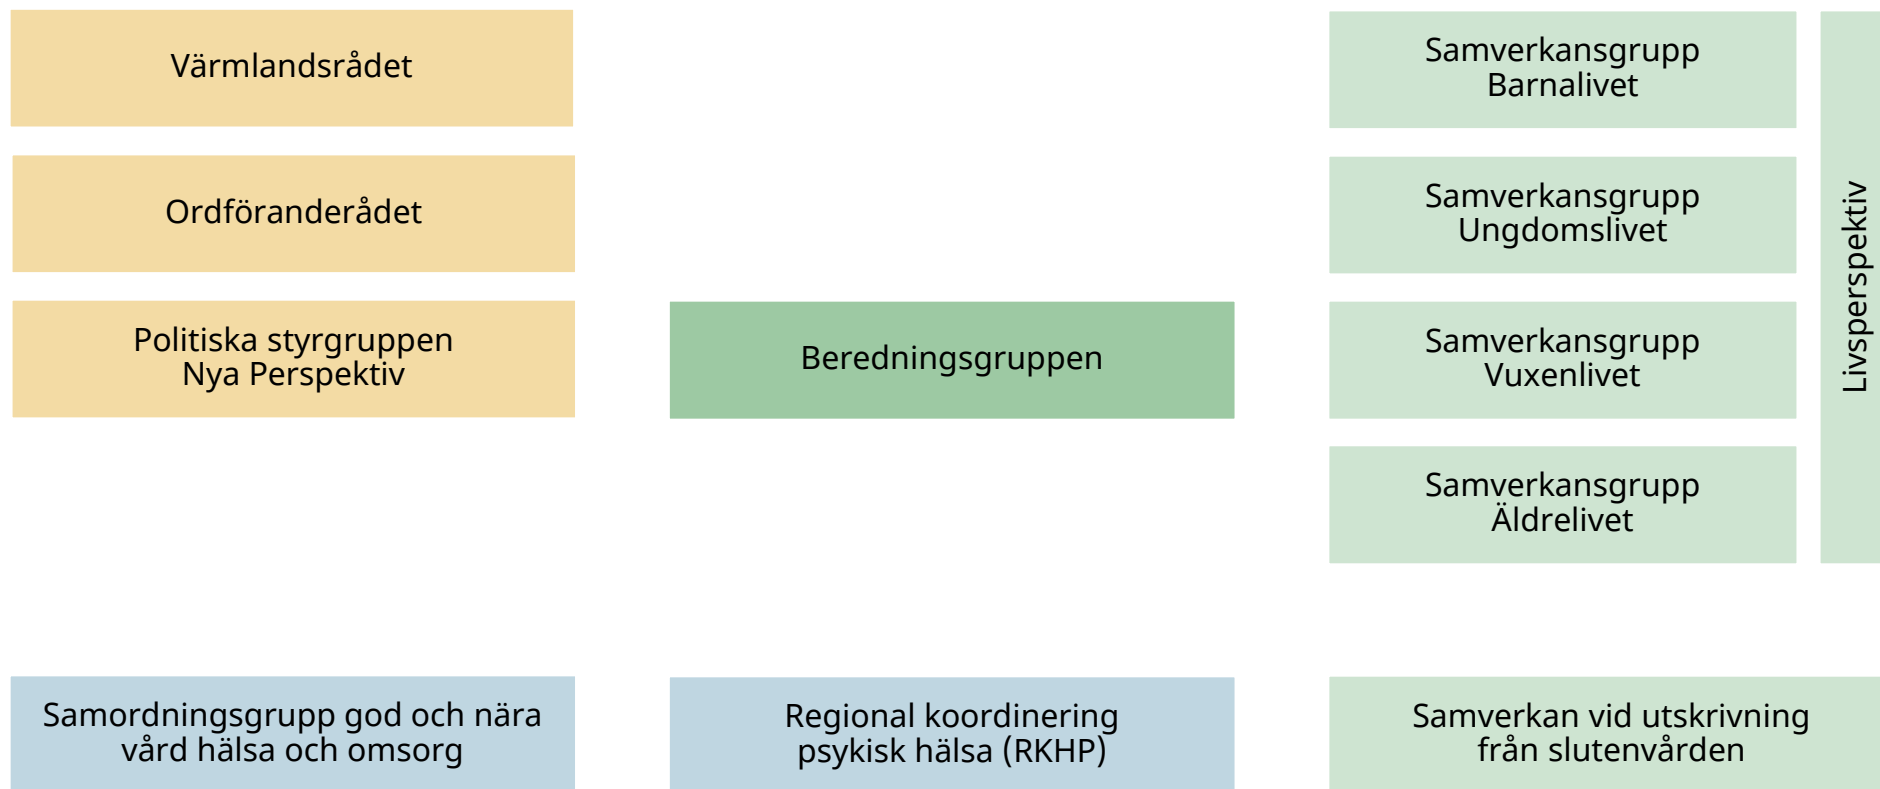 Värmlandsrådet
Ordföranderådet
Politiska styrgruppen
Nya Perspektiv
Beredningsgruppen
Samverkansgrupp
Barnalivet
Samverkansgrupp
Ungdomslivet
Samverkansgrupp
Vuxenlivet
Samverkansgrupp
Äldrelivet
Livsperspektiv
Samordningsgrupp god och nära
vård hälsa och omsorg
Regional koordinering
psykisk hälsa (RKHP)
Samverkan vid utskrivning
från slutenvården